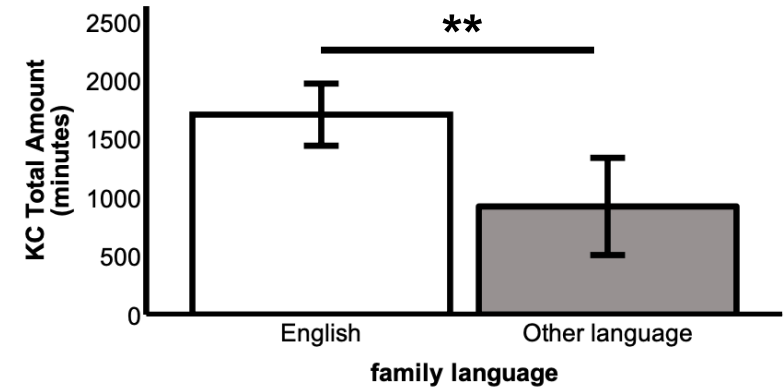 KC Total Amount
(minutes)
2500
2000
1500
1000
500
0
**
English
Other language
family language